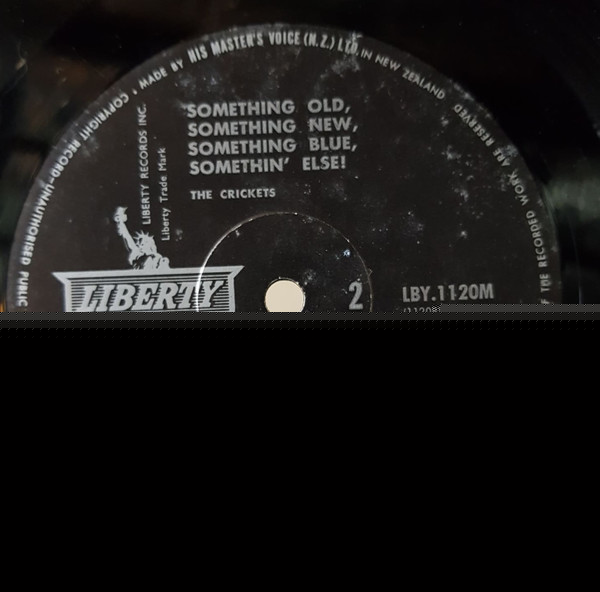 COPYRIGHT RECORD-UNAUTHORISED PUBLIC
• MADE BY HIS MASTER'S VOICE (N.Z.) LTD. IN NEW ZEALAND
OF THE RECORDED WORK ARE RESERVED
SOMETHING OLD,
SOMETHING NEW,
SOMETHING BLUE,
SOMETHIN' ELSE!
THE CRICKETS
LIBERTY RECORDS INC.
Liberty Trade Mark
LIBERTY
2
LBY.1120M